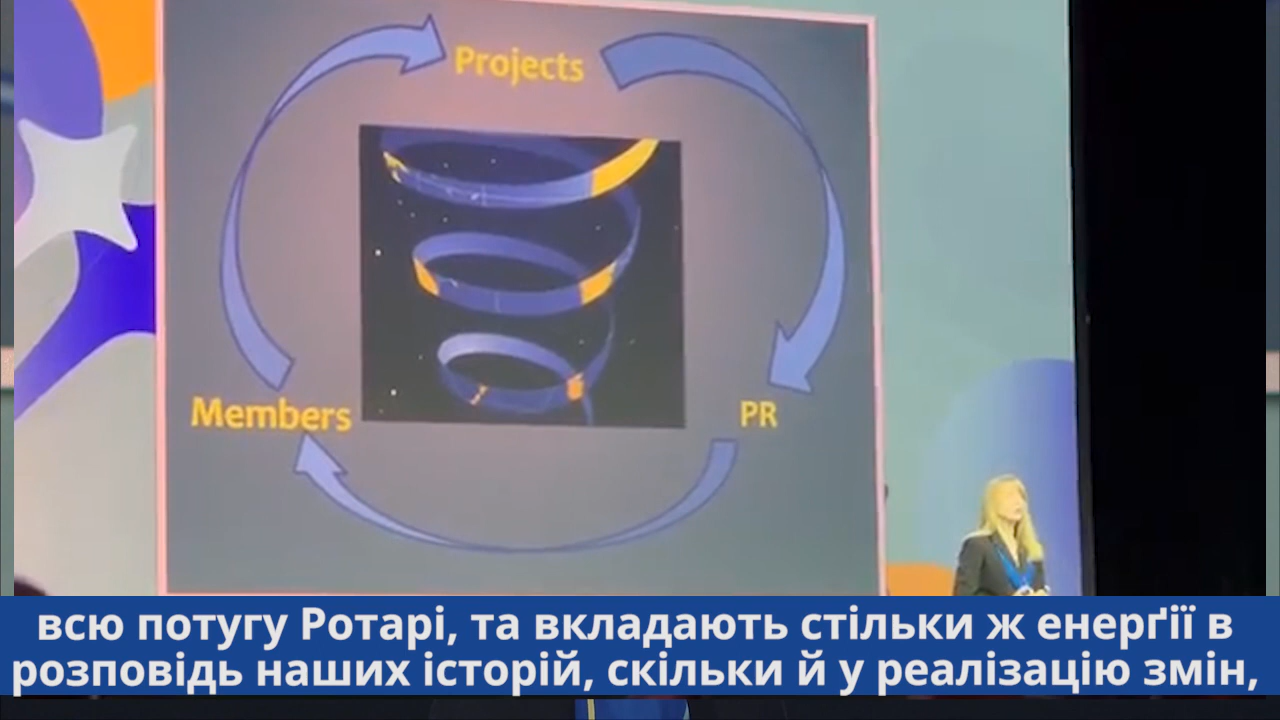 Projects
Members
PR
всю потугу Ротарі, та вкладають стільки ж енерґії в
розповідь наших історій, скільки й у реалізацію змін,